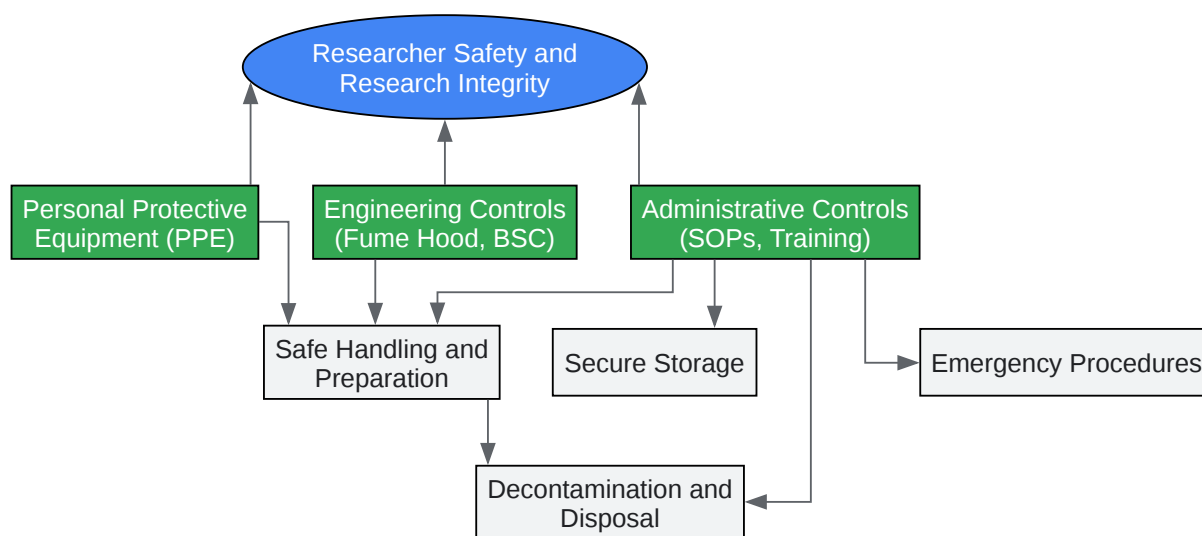 Researcher Safety and
Research Integrity
Personal Protective
Equipment (PPE)
Engineering Controls
(Fume Hood, BSC)
Administrative Controls
(SOPs, Training)
Safe Handling and
Preparation
Secure Storage
Emergency Procedures
Decontamination and
Disposal